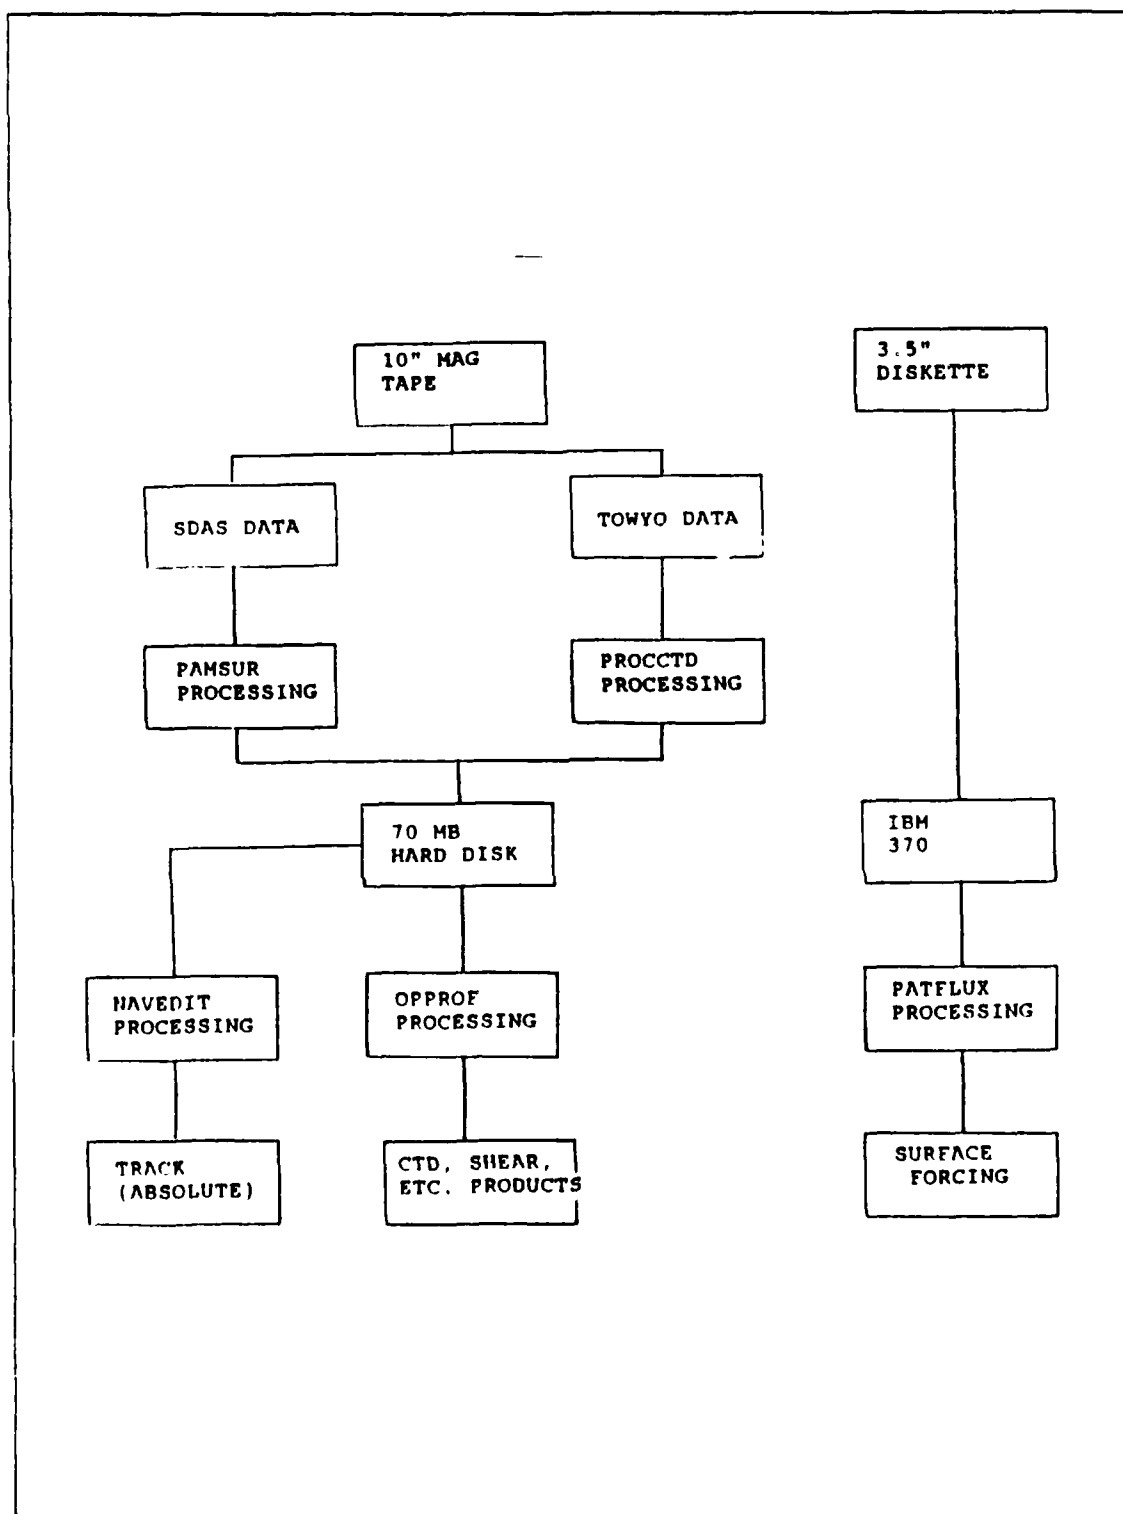 10" MAG
TAPE
3.5"
DISKETTE
SDAS DATA
TOWYO DATA
PAMSUR
PROCESSING
PROCCTD
PROCESSING
70 MB
HARD DISK
IBM
370
NAVEDIT
PROCESSING
OPPROF
PROCESSING
PATFLUX
PROCESSING
TRACK
(ABSOLUTE)
CTD, SHEAR,
ETC. PRODUCTS
SURFACE
FORCING